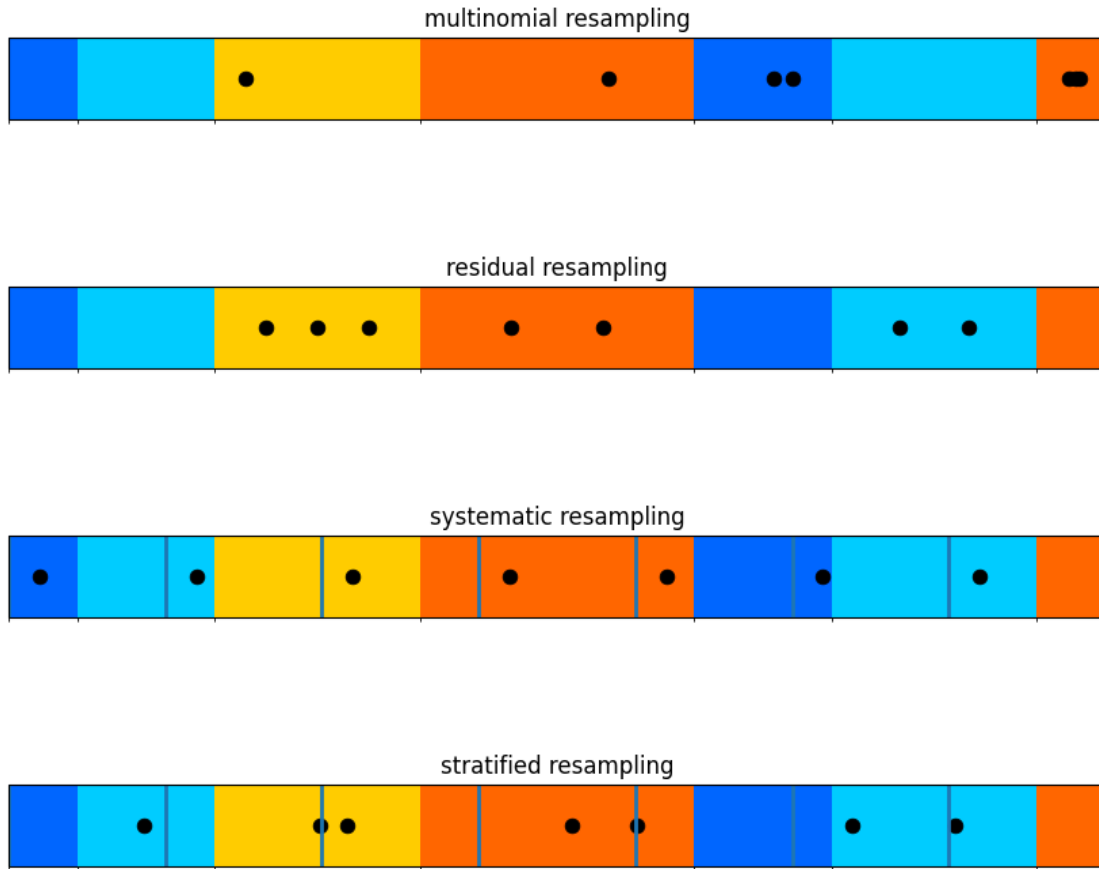 multinomial resampling
residual resampling
systematic resampling
stratified resampling